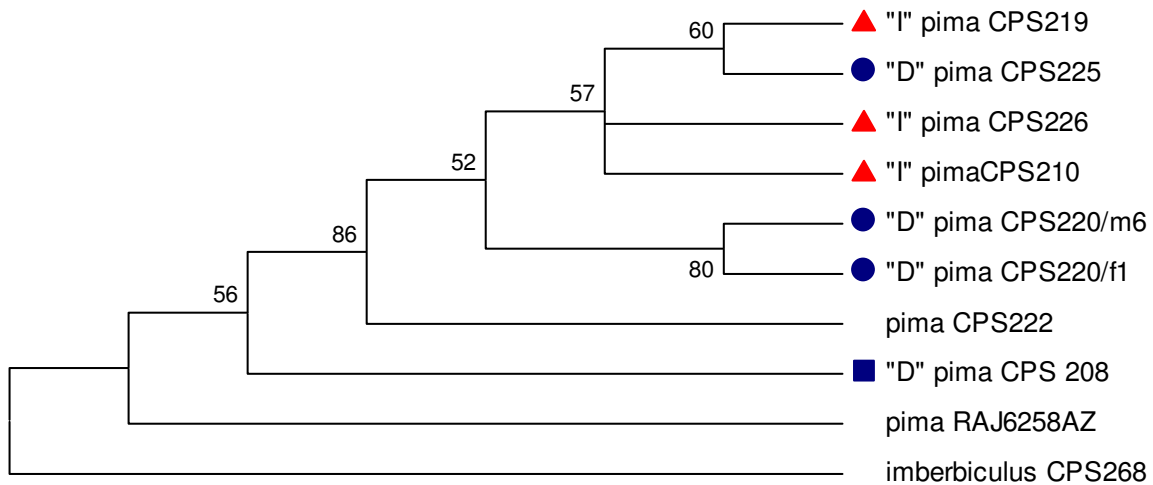 60
"I" pima CPS219
"D" pima CPS225
57
"I" pima CPS226
52
"I" pimaCPS210
86
"D" pima CPS220/m6
80
"D" pima CPS220/f1
56
pima CPS222
"D" pima CPS 208
pima RAJ6258AZ
imberbiculus CPS268